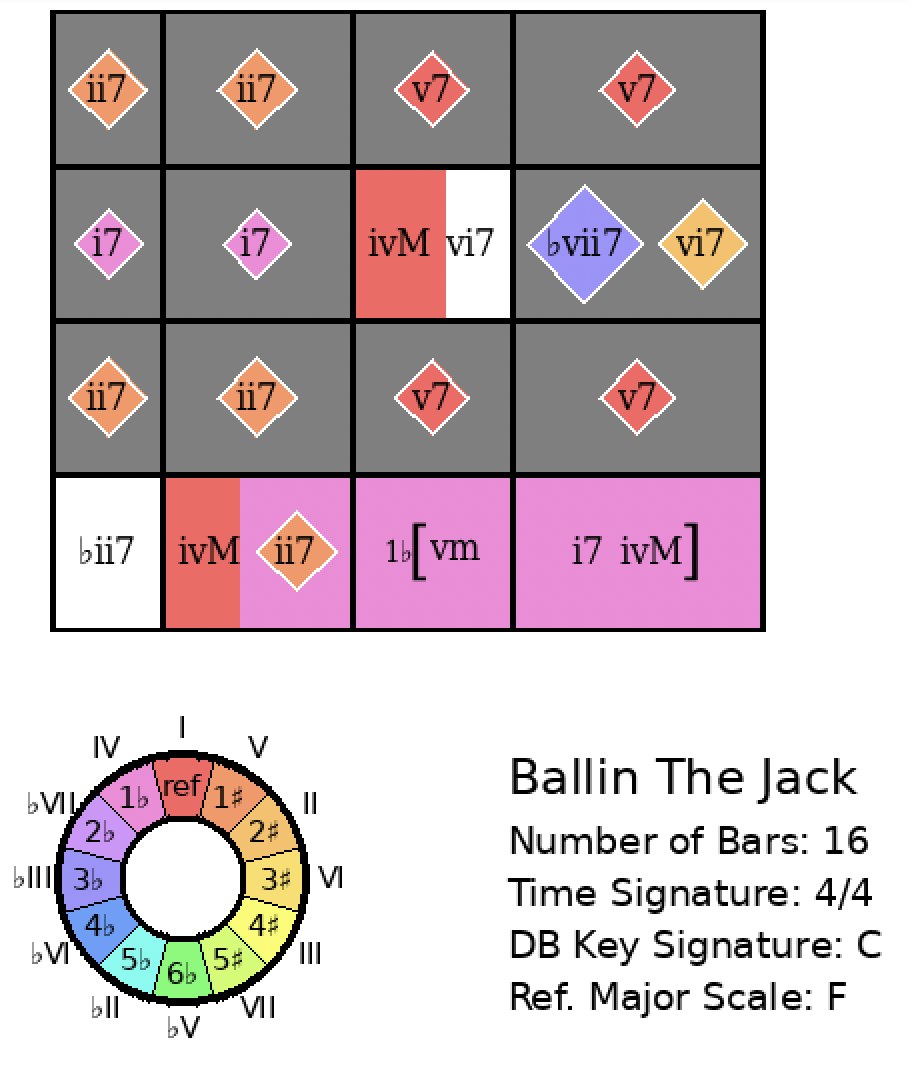 ii7 ii7 v7 v7
i7 i7 ivM vi7 ♭vii7 vi7
ii7 ii7 v7 v7
♭ii7 ivM ii7 1♭[vm i7 ivM]
I
IV V
♭VII II
♭III VI
♭VI III
♭II VII
♭V
ref
1♭ 1♯
2♭ 2♯
3♭ 3♯
4♭ 4♯
5♭ 5♯
6♭
Ballin The Jack
Number of Bars: 16
Time Signature: 4/4
DB Key Signature: C
Ref. Major Scale: F